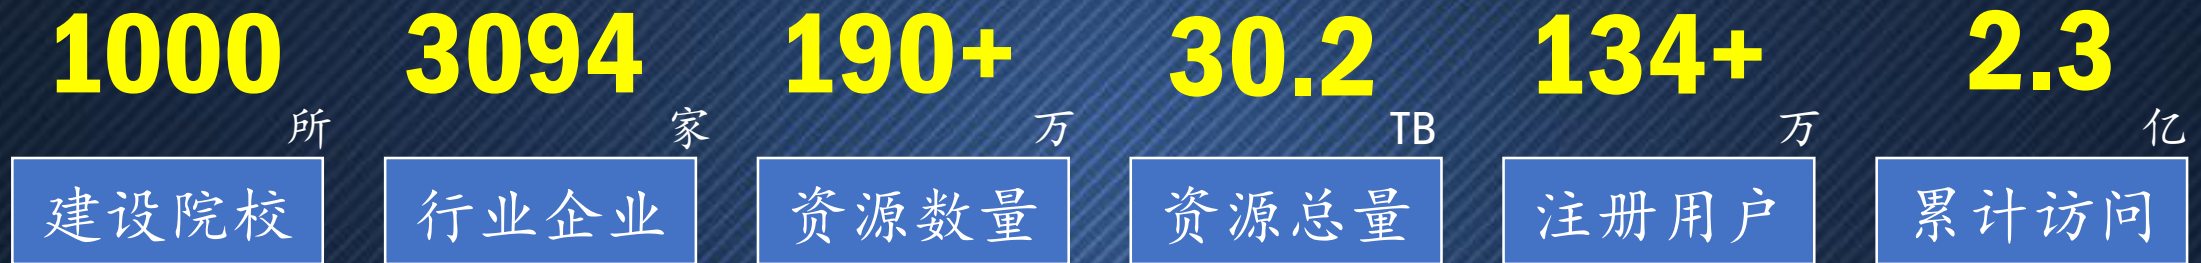 1000 3094 190+ 30.2 134+ 2.3
所 家 万 TB 万 亿
建设院校 行业企业 资源数量 资源总量 注册用户 累计访问